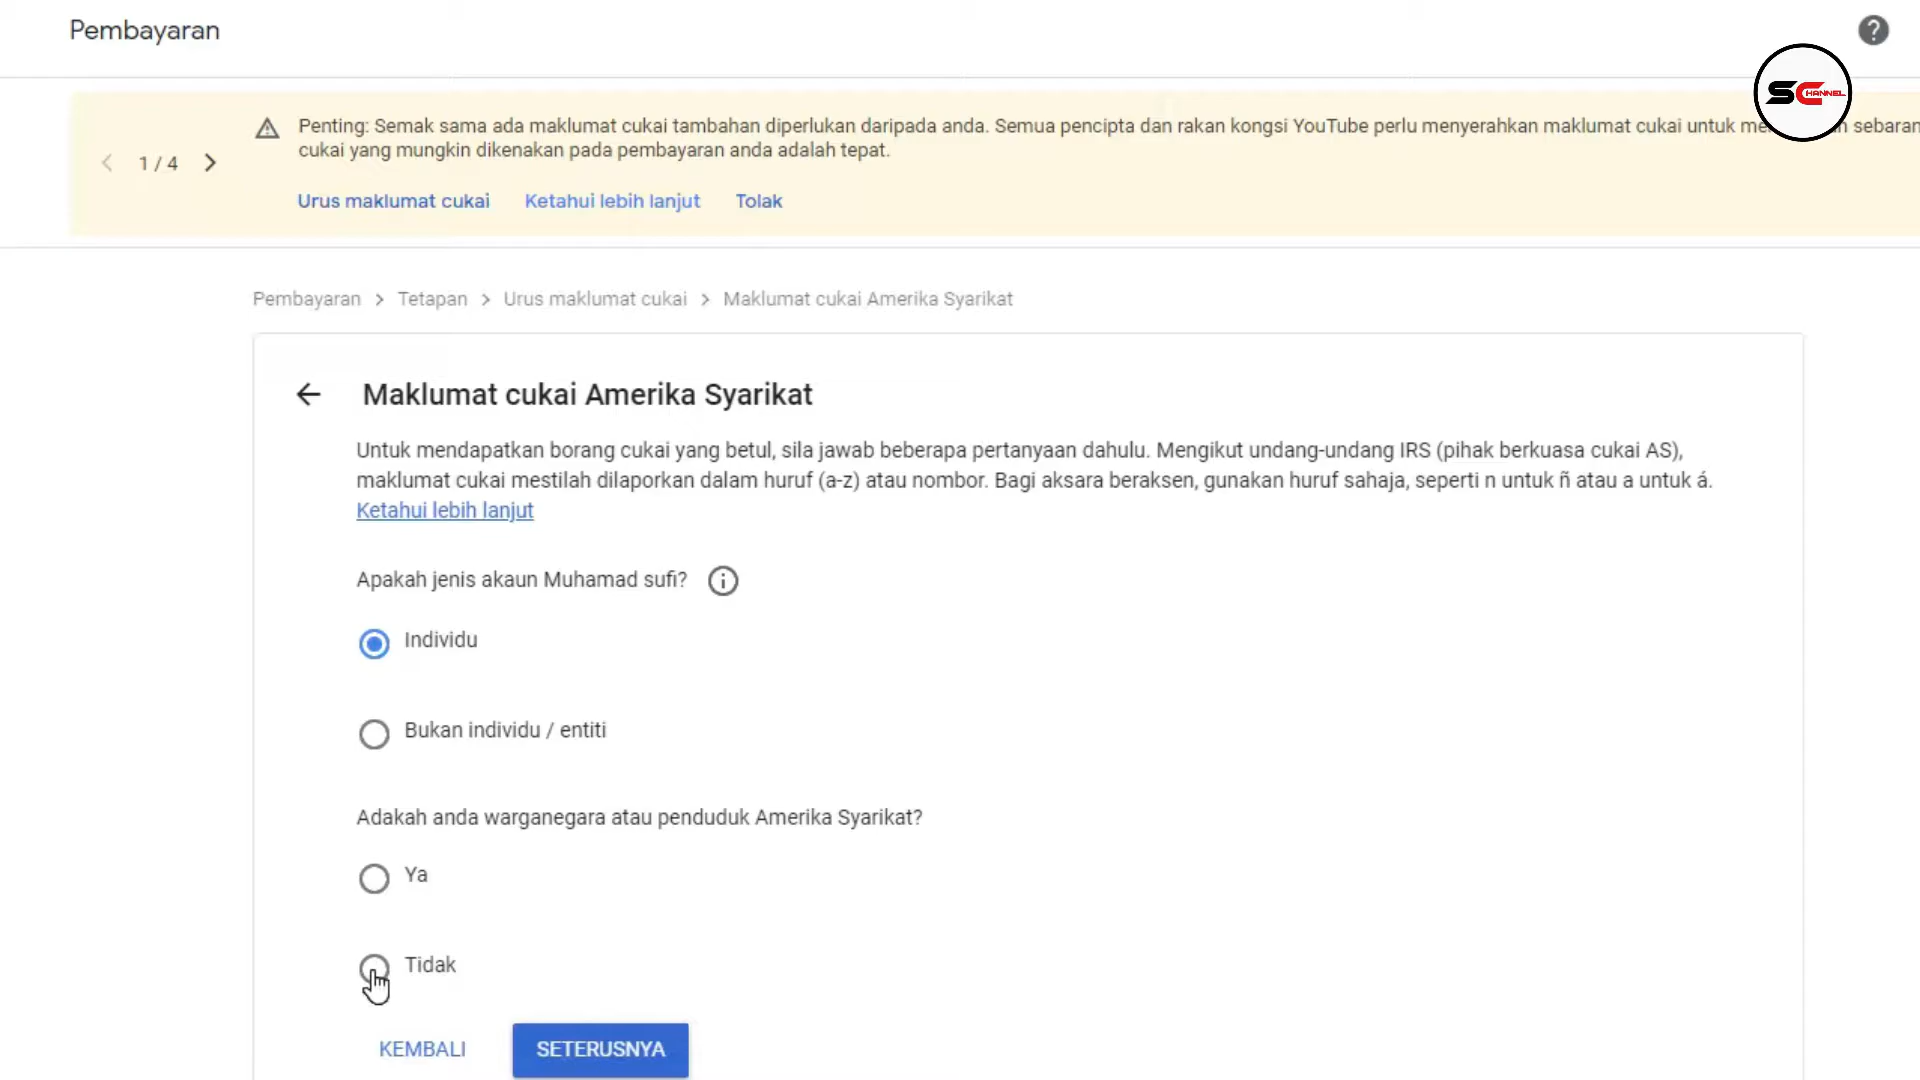 Pembayaran
SCHANNEL
Penting: Semak sama ada maklumat cukai tambahan diperlukan daripada anda. Semua pencipta dan rakan kongsi YouTube perlu menyerahkan maklumat cukai untuk sebaran
cukai yang mungkin dikenakan pada pembayaran anda adalah tepat.
1 / 4
Urus maklumat cukai Ketahui lebih lanjut Tolak
Pembayaran > Tetapan > Urus maklumat cukai > Maklumat cukai Amerika Syarikat
Maklumat cukai Amerika Syarikat
Untuk mendapatkan borang cukai yang betul, sila jawab beberapa pertanyaan dahulu. Mengikut undang-undang IRS (pihak berkuasa cukai AS),
maklumat cukai mestilah dilaporkan dalam huruf (a-z) atau nombor. Bagi aksara beraksen, gunakan huruf sahaja, seperti n untuk ñ atau a untuk á.
Ketahui lebih lanjut
Apakah jenis akaun Muhamad sufi?
Individu
Bukan individu / entiti
Adakah anda warganegara atau penduduk Amerika Syarikat?
Ya
Tidak
KEMBALI SETERUSNYA